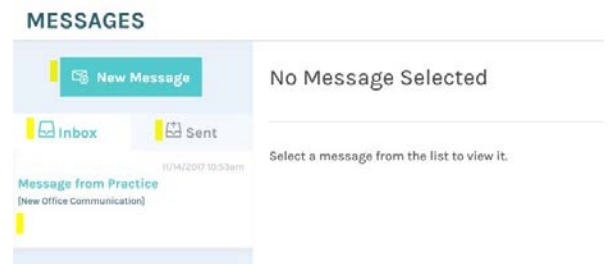 MESSAGES
New Message
No Message Selected
Inbox
Sent
11/14/2017 10:53am
Select a message from the list to view it.
Message from Practice
[New Office Communication]